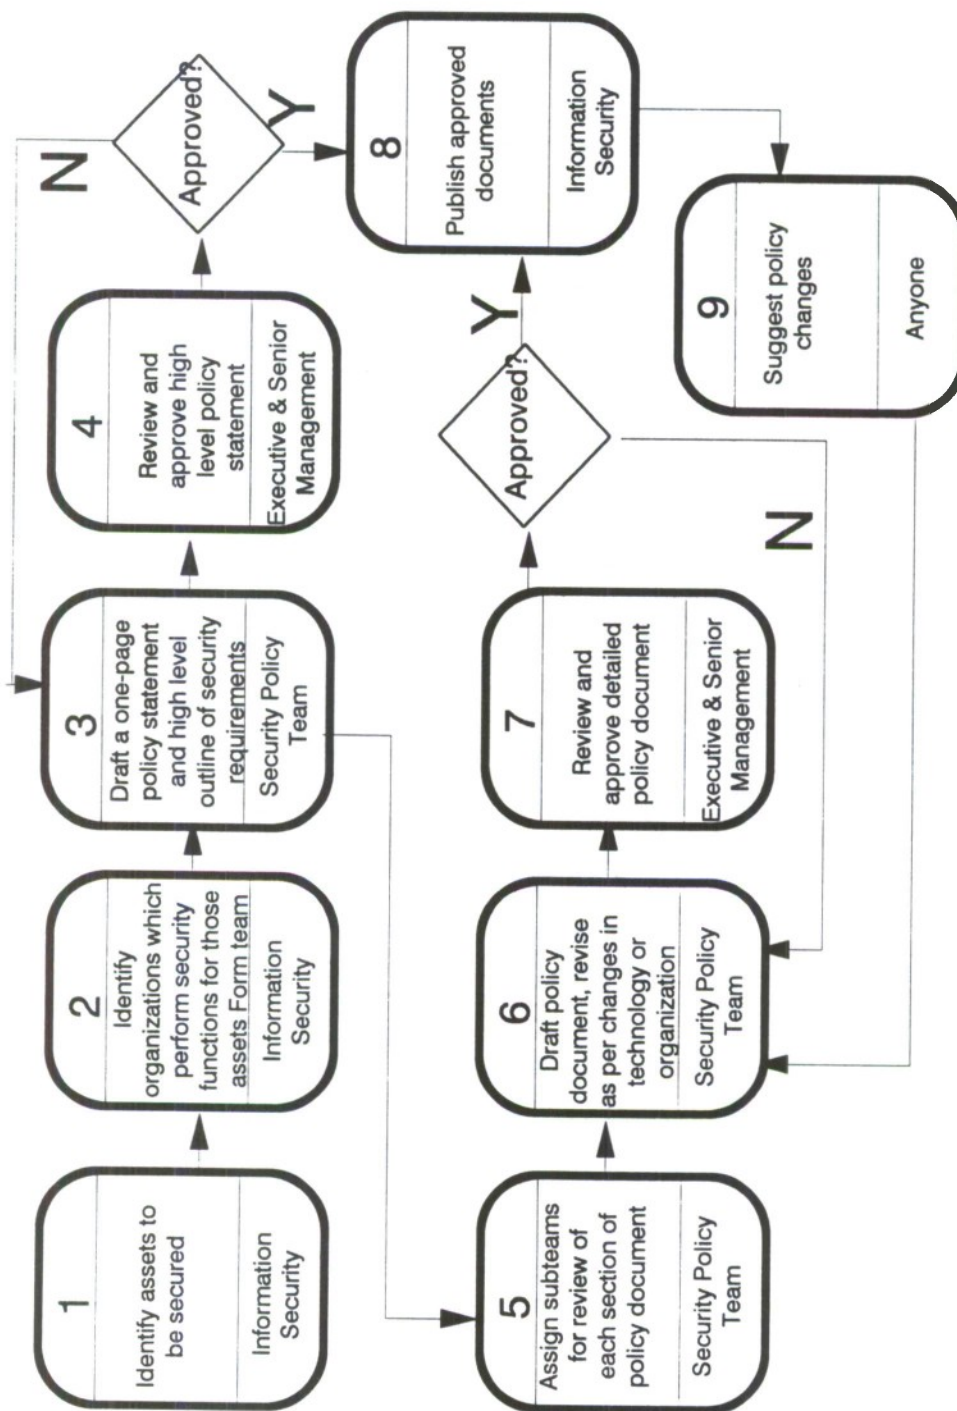 1
Identify assets to
be secured
Information
Security
2
Identify
organizations which
perform security
functions for those
assets Form team
Information
Security
3
Draft a one-page
policy statement
and high level
outline of security
requirements
Security Policy
Team
4
Review and
approve high
level policy
statement
Executive & Senior
Management
Approved?
N
Y
5
Assign subteams
for review of
each section of
policy document
Security Policy
Team
6
Draft policy
document, revise
as per changes in
technology or
organization
Security Policy
Team
7
Review and
approve detailed
policy document
Executive & Senior
Management
Approved?
Y
N
8
Publish approved
documents
Information
Security
9
Suggest policy
changes
Anyone